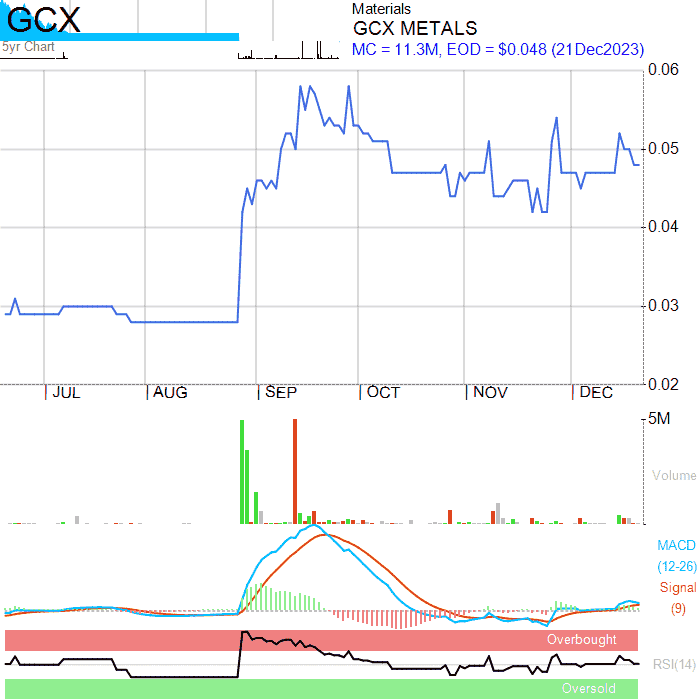 GCX
5yr Chart
Materials
GCX METALS
MC = 11.3M, EOD = $0.048 (21Dec2023)
0.06
0.05
0.04
0.03
0.02
JUL AUG SEP OCT NOV DEC
5M
Volume
MACD
(12-26)
Signal
(9)
Overbought
RSI(14)
Oversold